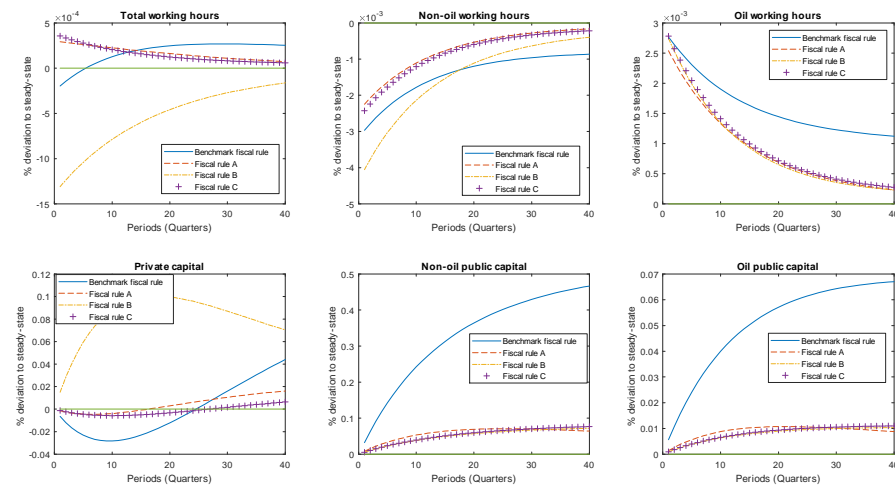 Total working hours
×10⁻⁴
% deviation to steady-state
5
0
-5
-10
-15
0 10 20 30 40
Periods (Quarters)
Benchmark fiscal rule
Fiscal rule A
Fiscal rule B
Fiscal rule C
Non-oil working hours
×10⁻³
% deviation to steady-state
0
-1
-2
-3
-4
-5
0 10 20 30 40
Periods (Quarters)
Benchmark fiscal rule
Fiscal rule A
Fiscal rule B
Fiscal rule C
Oil working hours
×10⁻³
% deviation to steady-state
3
2.5
2
1.5
1
0.5
0
0 10 20 30 40
Periods (Quarters)
Benchmark fiscal rule
Fiscal rule A
Fiscal rule B
Fiscal rule C
Private capital
% deviation to steady-state
0.12
0.1
0.08
0.06
0.04
0.02
0
-0.02
-0.04
0 10 20 30 40
Periods (Quarters)
Benchmark fiscal rule
Fiscal rule A
Fiscal rule B
Fiscal rule C
Non-oil public capital
% deviation to steady-state
0.5
0.4
0.3
0.2
0.1
0
0 10 20 30 40
Periods (Quarters)
Benchmark fiscal rule
Fiscal rule A
Fiscal rule B
Fiscal rule C
Oil public capital
% deviation to steady-state
0.07
0.06
0.05
0.04
0.03
0.02
0.01
0
0 10 20 30 40
Periods (Quarters)
Benchmark fiscal rule
Fiscal rule A
Fiscal rule B
Fiscal rule C